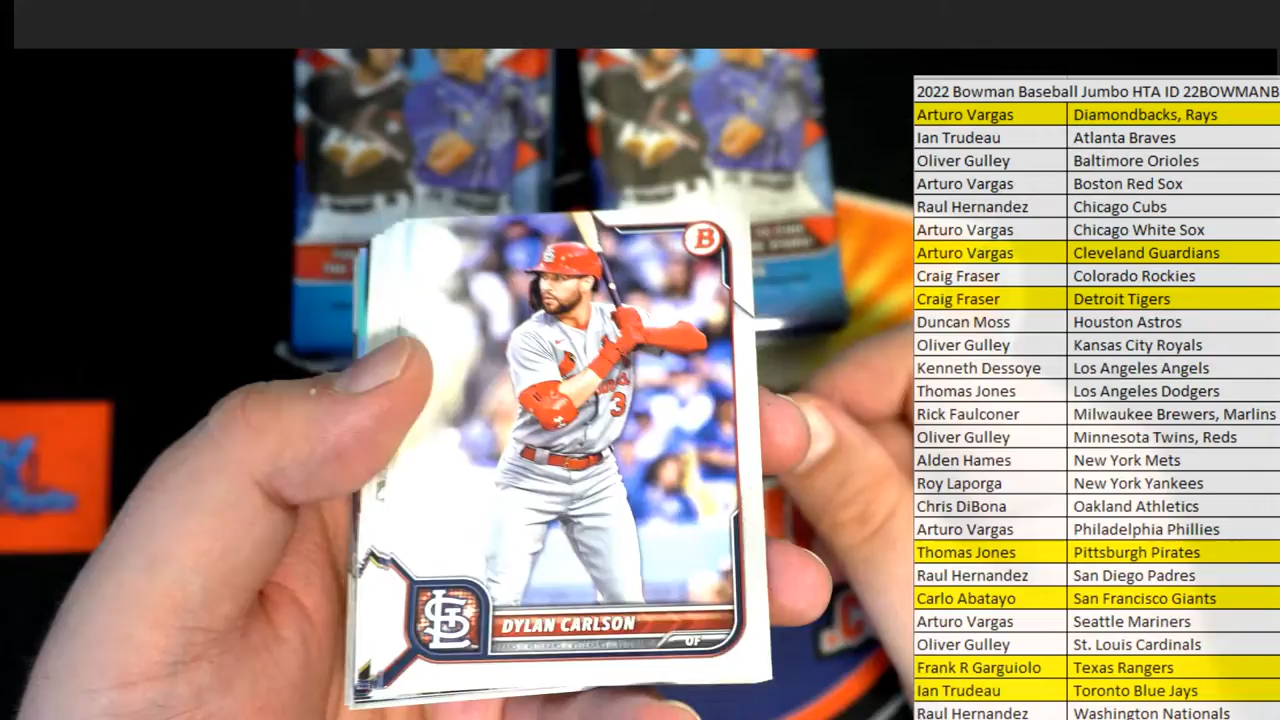 2022 Bowman Baseball Jumbo HTA ID 22BOWMANB
Arturo Vargas Diamondbacks, Rays
Ian Trudeau Atlanta Braves
Oliver Gulley Baltimore Orioles
Arturo Vargas Boston Red Sox
Raul Hernandez Chicago Cubs
Arturo Vargas Chicago White Sox
Arturo Vargas Cleveland Guardians
Craig Fraser Colorado Rockies
Craig Fraser Detroit Tigers
Duncan Moss Houston Astros
Oliver Gulley Kansas City Royals
Kenneth Dessoye Los Angeles Angels
Thomas Jones Los Angeles Dodgers
Rick Faulconer Milwaukee Brewers, Marlins
Oliver Gulley Minnesota Twins, Reds
Alden Hames New York Mets
Roy Laporga New York Yankees
Chris DiBona Oakland Athletics
Arturo Vargas Philadelphia Phillies
Thomas Jones Pittsburgh Pirates
Raul Hernandez San Diego Padres
Carlo Abatayo San Francisco Giants
Arturo Vargas Seattle Mariners
Oliver Gulley St. Louis Cardinals
Frank R Garguiolo Texas Rangers
Ian Trudeau Toronto Blue Jays
Raul Hernandez Washington Nationals
B
3
STL
DYLAN CARLSON
OF